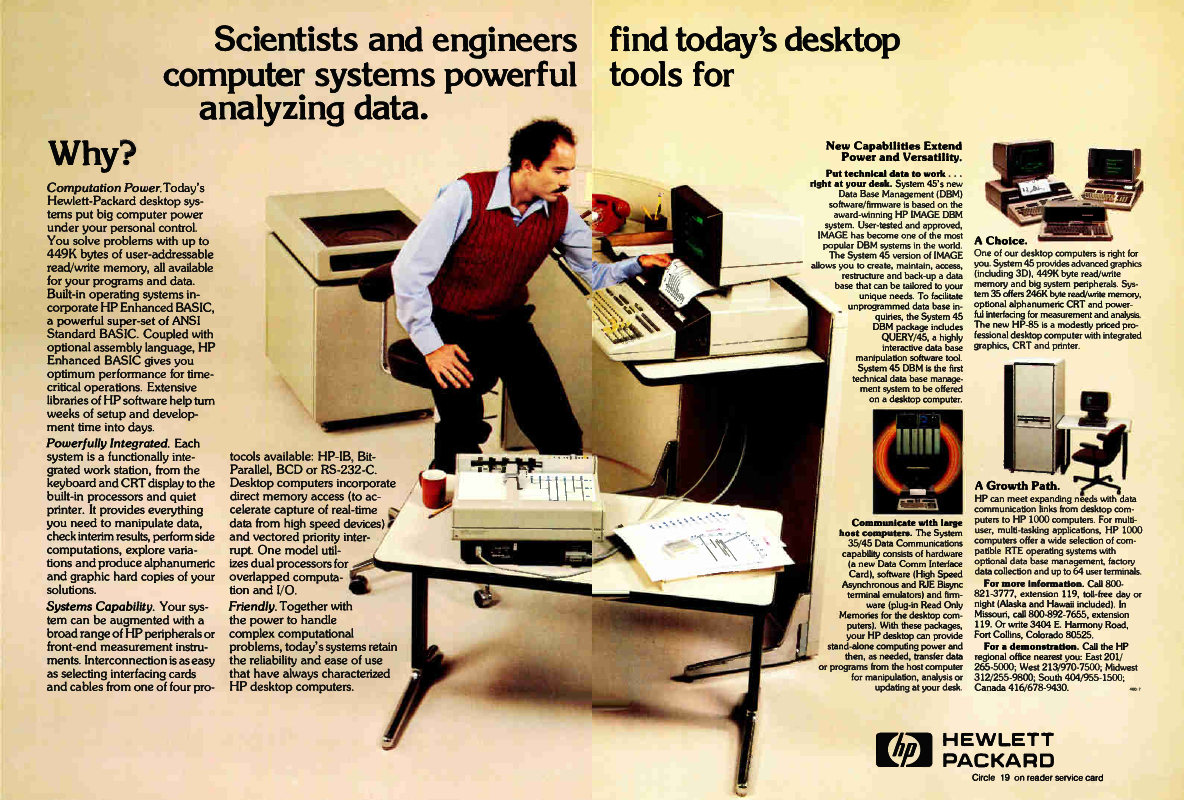 Scientists and engineers find today's desktop
computer systems powerful tools for
analyzing data.
Why?
Computation Power. Today's
Hewlett-Packard desktop sys-
tems put big computer power
under your personal control.
You solve problems with up to
449K bytes of user-addressable
read/write memory, all available
for your programs and data.
Built-in operating systems in-
corporate HP Enhanced BASIC,
a powerful super-set of ANSI
Standard BASIC. Coupled with
optional assembly language, HP
Enhanced BASIC gives you
optimum performance for time-
critical operations. Extensive
libraries of HP software help turn
weeks of setup and develop-
ment time into days.
Powerfully Integrated. Each
system is a functionally inte-
grated work station, from the
keyboard and CRT display to the
built-in processors and quiet
printer. It provides everything
you need to manipulate data,
check interim results, perform side
computations, explore varia-
tions and produce alphanumeric
and graphic hard copies of your
solutions.
Systems Capability. Your sys-
tem can be augmented with a
broad range of HP peripherals or
front-end measurement instru-
ments. Interconnection is as easy
as selecting interfacing cards
and cables from one of four pro-
tocols available: HP-IB, Bit-
Parallel, BCD or RS-232-C.
Desktop computers incorporate
direct memory access (to ac-
celerate capture of real-time
data from high speed devices)
and vectored priority inter-
rupt. One model util-
izes dual processors for
overlapped computa-
tion and I/O.
Friendly. Together with
the power to handle
complex computational
problems, today's systems retain
the reliability and ease of use
that have always characterized
HP desktop computers.
New Capabilities Extend
Power and Versatility.
Put technical data to work . . .
right at your desk. System 45's new
Data Base Management (DBM)
software/firmware is based on the
award-winning HP IMAGE DBM
system. User-tested and approved,
IMAGE has become one of the most
popular DBM systems in the world.
The System 45 version of IMAGE
allows you to create, maintain, access,
restructure and back-up a data
base that can be tailored to your
unique needs. To facilitate
unprogrammed data base in-
quiries, the System 45
DBM package includes
QUERY/45, a highly
interactive data base
manipulation software tool.
System 45 DBM is the first
technical data base manage-
ment system to be offered
on a desktop computer.
Communicate with large
host computers. The System
35/45 Data Communications
capability consists of hardware
(a new Data Comm Interface
Card), software (High Speed
Asynchronous and RJE Bisync
terminal emulators) and firm-
ware (plug-in Read Only
Memories for the desktop com-
puters). With these packages,
your HP desktop can provide
stand-alone computing power and
then, as needed, transfer data
or programs from the host computer
for manipulation, analysis or
updating at your desk.
A Choice.
One of our desktop computers is right for
you. System 45 provides advanced graphics
(including 3D), 449K byte read/write
memory and big system peripherals. Sys-
tem 35 offers 246K byte read/write memory,
optional alphanumeric CRT and power-
ful interfacing for measurement and analysis.
The new HP-85 is a modestly priced pro-
fessional desktop computer with integrated
graphics, CRT and printer.
A Growth Path.
HP can meet expanding needs with data
communication links from desktop com-
puters to HP 1000 computers. For multi-
user, multi-tasking applications, HP 1000
computers offer a wide selection of com-
patible RTE operating systems with
optional data base management, factory
data collection and up to 64 user terminals.
For more information. Call 800-
821-3777, extension 119, toll-free day or
night (Alaska and Hawaii included). In
Missouri, call 800-892-7655, extension
119. Or write 3404 E. Harmony Road,
Fort Collins, Colorado 80525.
For a demonstration. Call the HP
regional office nearest you: East 201/
265-5000; West 213/970-7500; Midwest
312/255-9800; South 404/955-1500;
Canada 416/678-9430.
hp HEWLETT
PACKARD
Circle 19 on reader service card